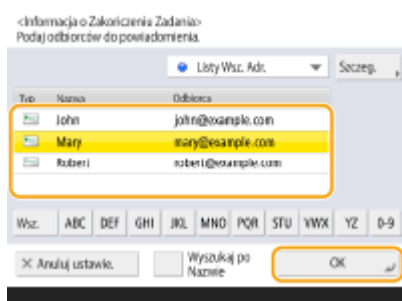 <Informacja o Zakończeniu Zadania>
Podaj odbiorców do powiadomienia.
Listy Wsz. Adr.
Szczeg.
Typ Nazwa Odbiorca
John john@example.com
Mary mary@example.com
Robert robert@example.com
Wsz. ABC DEF GHI JKL MNO PQR STU VWX YZ 0-9
Anuluj ustawie.
Wyszukaj po
Nazwie
OK